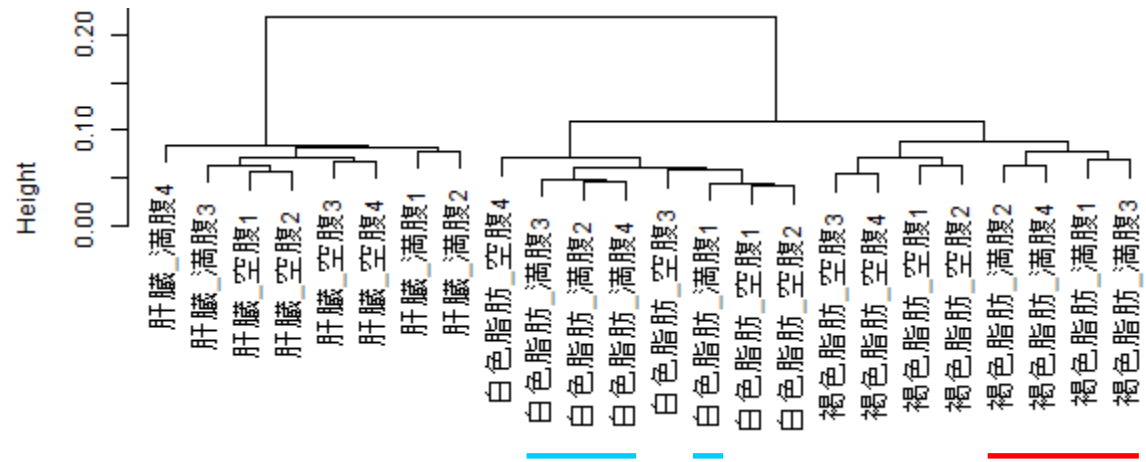 0.20
0.10
0.00
Height
肝臓_満腹4
肝臓_満腹3
肝臓_空腹1
肝臓_空腹2
肝臓_空腹3
肝臓_空腹4
肝臓_満腹1
肝臓_満腹2
白色脂肪_空腹4
白色脂肪_満腹3
白色脂肪_満腹2
白色脂肪_満腹4
白色脂肪_空腹3
白色脂肪_満腹1
白色脂肪_空腹1
白色脂肪_空腹2
褐色脂肪_空腹3
褐色脂肪_空腹4
褐色脂肪_空腹1
褐色脂肪_空腹2
褐色脂肪_満腹2
褐色脂肪_満腹4
褐色脂肪_満腹1
褐色脂肪_満腹3